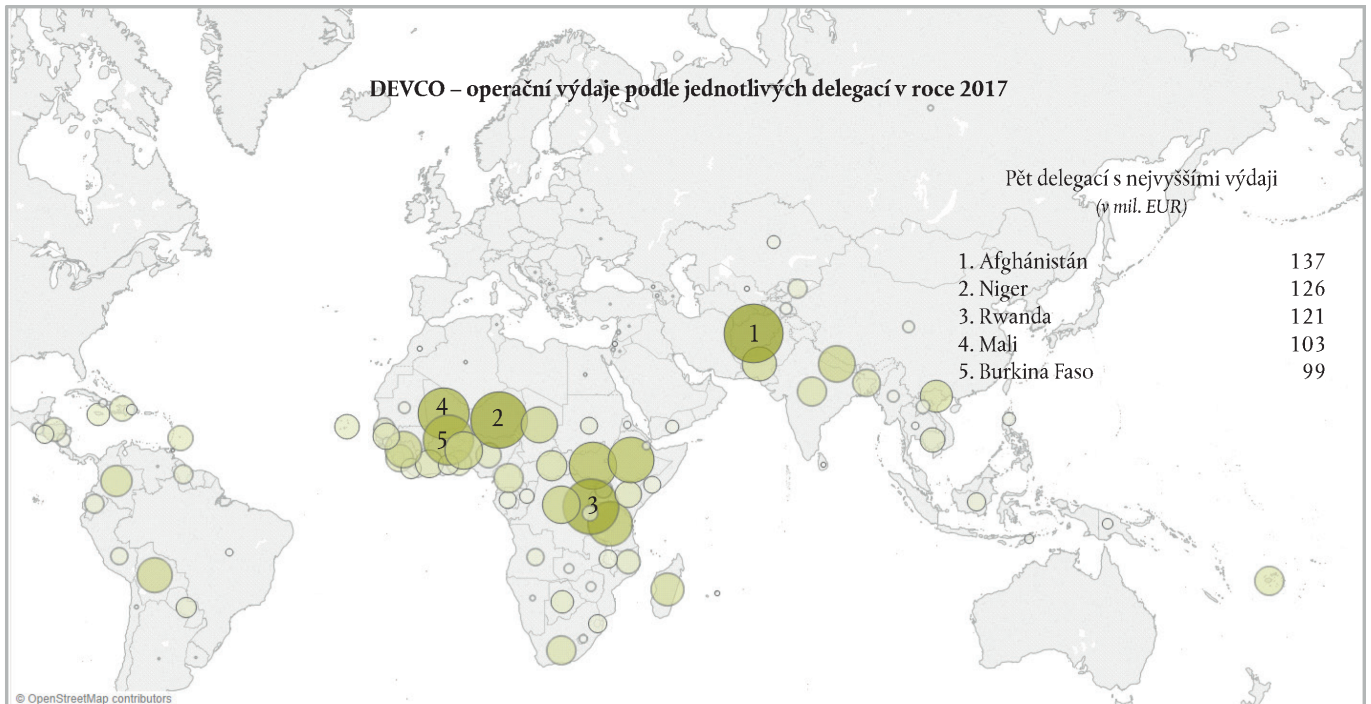 DEVCO – operační výdaje podle jednotlivých delegací v roce 2017
Pět delegací s nejvyššími výdaji
(v mil. EUR)
1. Afghánistán 137
2. Niger 126
3. Rwanda 121
4. Mali 103
5. Burkina Faso 99
1
4
2
5
3
© OpenStreetMap contributors